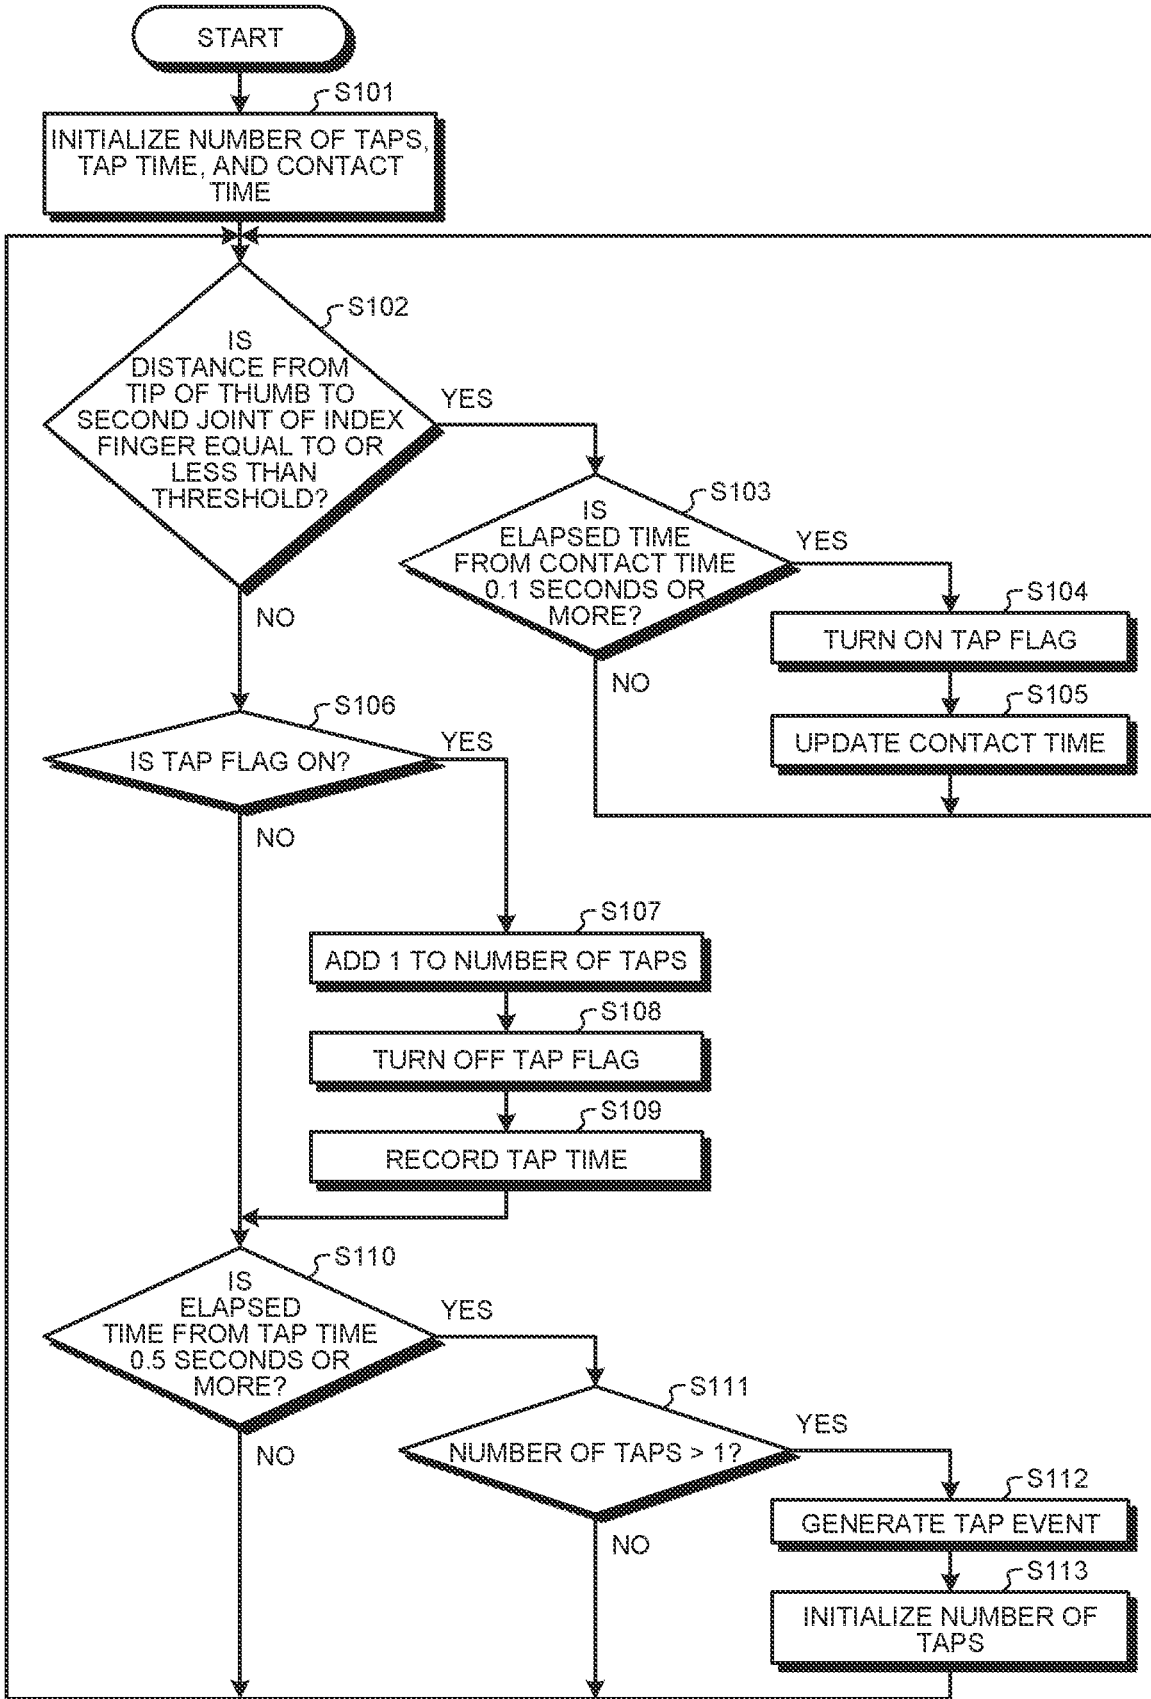 START
S101
INITIALIZE NUMBER OF TAPS,
TAP TIME, AND CONTACT
TIME
S102
IS
DISTANCE FROM
TIP OF THUMB TO
SECOND JOINT OF INDEX
FINGER EQUAL TO OR
LESS THAN
THRESHOLD?
YES
NO
S103
IS
ELAPSED TIME
FROM CONTACT TIME
0.1 SECONDS OR
MORE?
YES
NO
S104
TURN ON TAP FLAG
S105
UPDATE CONTACT TIME
S106
IS TAP FLAG ON?
YES
NO
S107
ADD 1 TO NUMBER OF TAPS
S108
TURN OFF TAP FLAG
S109
RECORD TAP TIME
S110
IS
ELAPSED
TIME FROM TAP TIME
0.5 SECONDS OR
MORE?
YES
NO
S111
NUMBER OF TAPS > 1?
YES
NO
S112
GENERATE TAP EVENT
S113
INITIALIZE NUMBER OF
TAPS